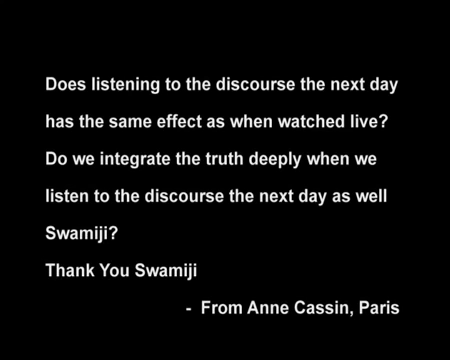 Does listening to the discourse the next day
has the same effect as when watched live?
Do we integrate the truth deeply when we
listen to the discourse the next day as well
Swamiji?
Thank You Swamiji
- From Anne Cassin, Paris